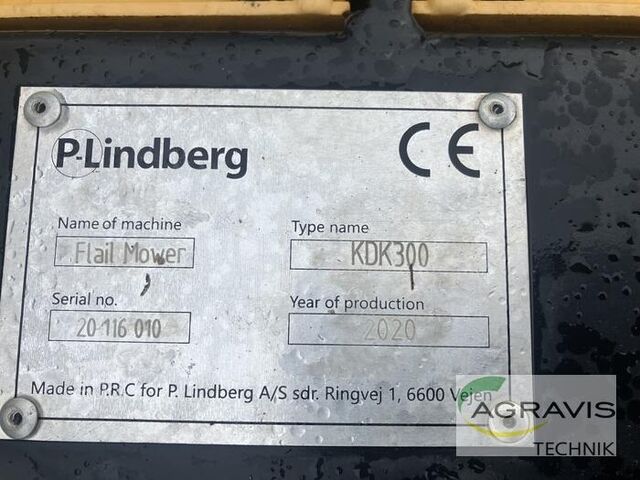 P-Lindberg
CE
Name of machine
Flail Mower
Type name
KDK300
Serial no.
20 116 010
Year of production
2020
Made in P.R.C for P. Lindberg A/S sdr. Ringvej 1, 6600 Vejen
AGRAVIS
TECHNIK